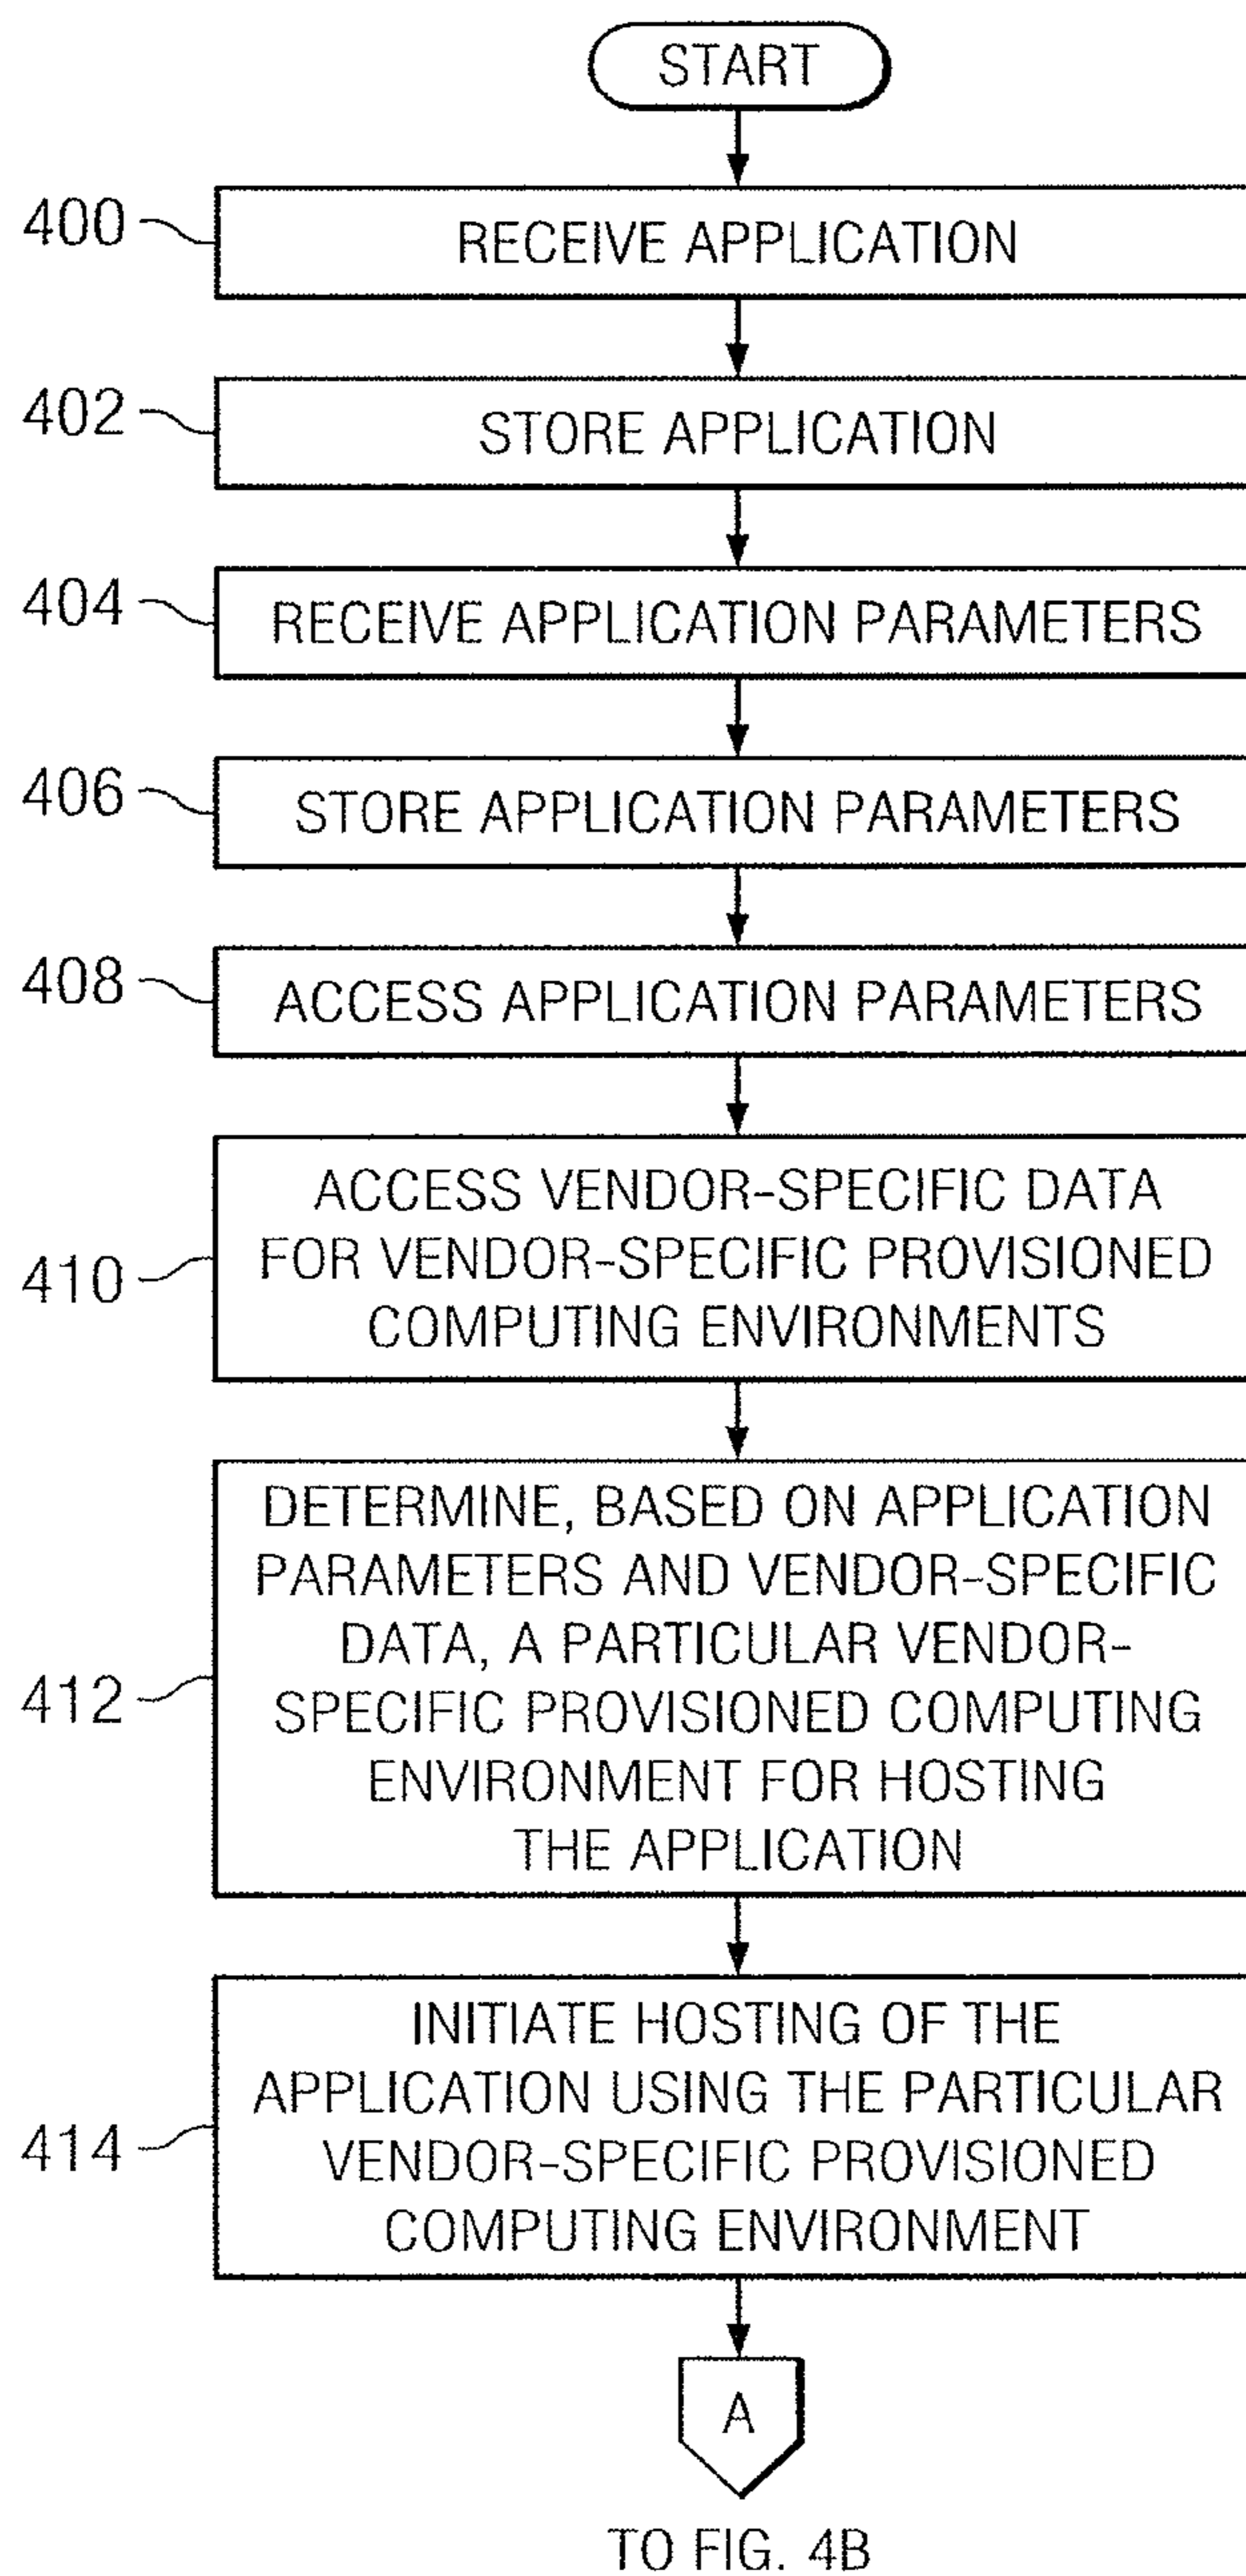 START
400
RECEIVE APPLICATION
402
STORE APPLICATION
404
RECEIVE APPLICATION PARAMETERS
406
STORE APPLICATION PARAMETERS
408
ACCESS APPLICATION PARAMETERS
410
ACCESS VENDOR-SPECIFIC DATA
FOR VENDOR-SPECIFIC PROVISIONED
COMPUTING ENVIRONMENTS
412
DETERMINE, BASED ON APPLICATION
PARAMETERS AND VENDOR-SPECIFIC
DATA, A PARTICULAR VENDOR-
SPECIFIC PROVISIONED COMPUTING
ENVIRONMENT FOR HOSTING
THE APPLICATION
414
INITIATE HOSTING OF THE
APPLICATION USING THE PARTICULAR
VENDOR-SPECIFIC PROVISIONED
COMPUTING ENVIRONMENT
A
TO FIG. 4B